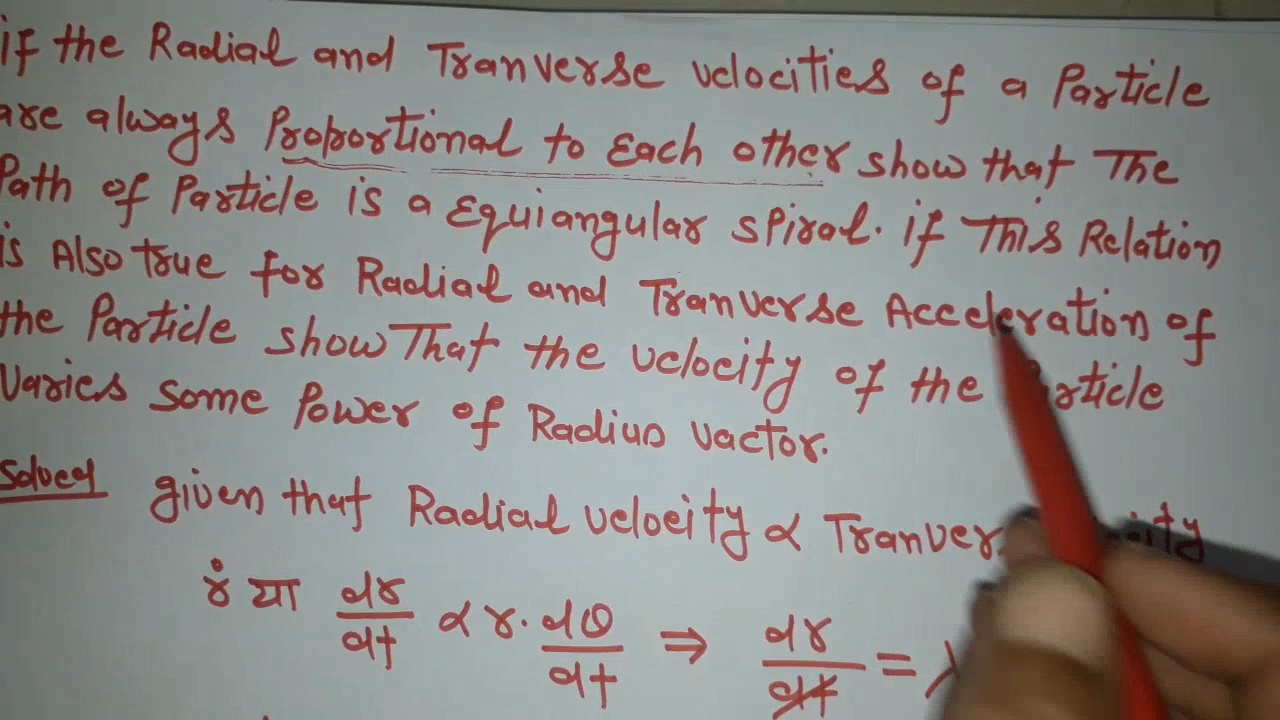 if the Radial and Tranverse velocities of a Particle
are always Proportional to Each other show that The
Path of Particle is a Equiangular spiral. if This Relation
is Also true for Radial and Tranverse Acceleration of
the Particle show That the velocity of the Particle
Varies some Power of Radius vactor.
Solved given that Radial velocity ∝ Tranver
ṙ या dr/dt ∝ r. dθ/dt ⇒ dr/dt = λ